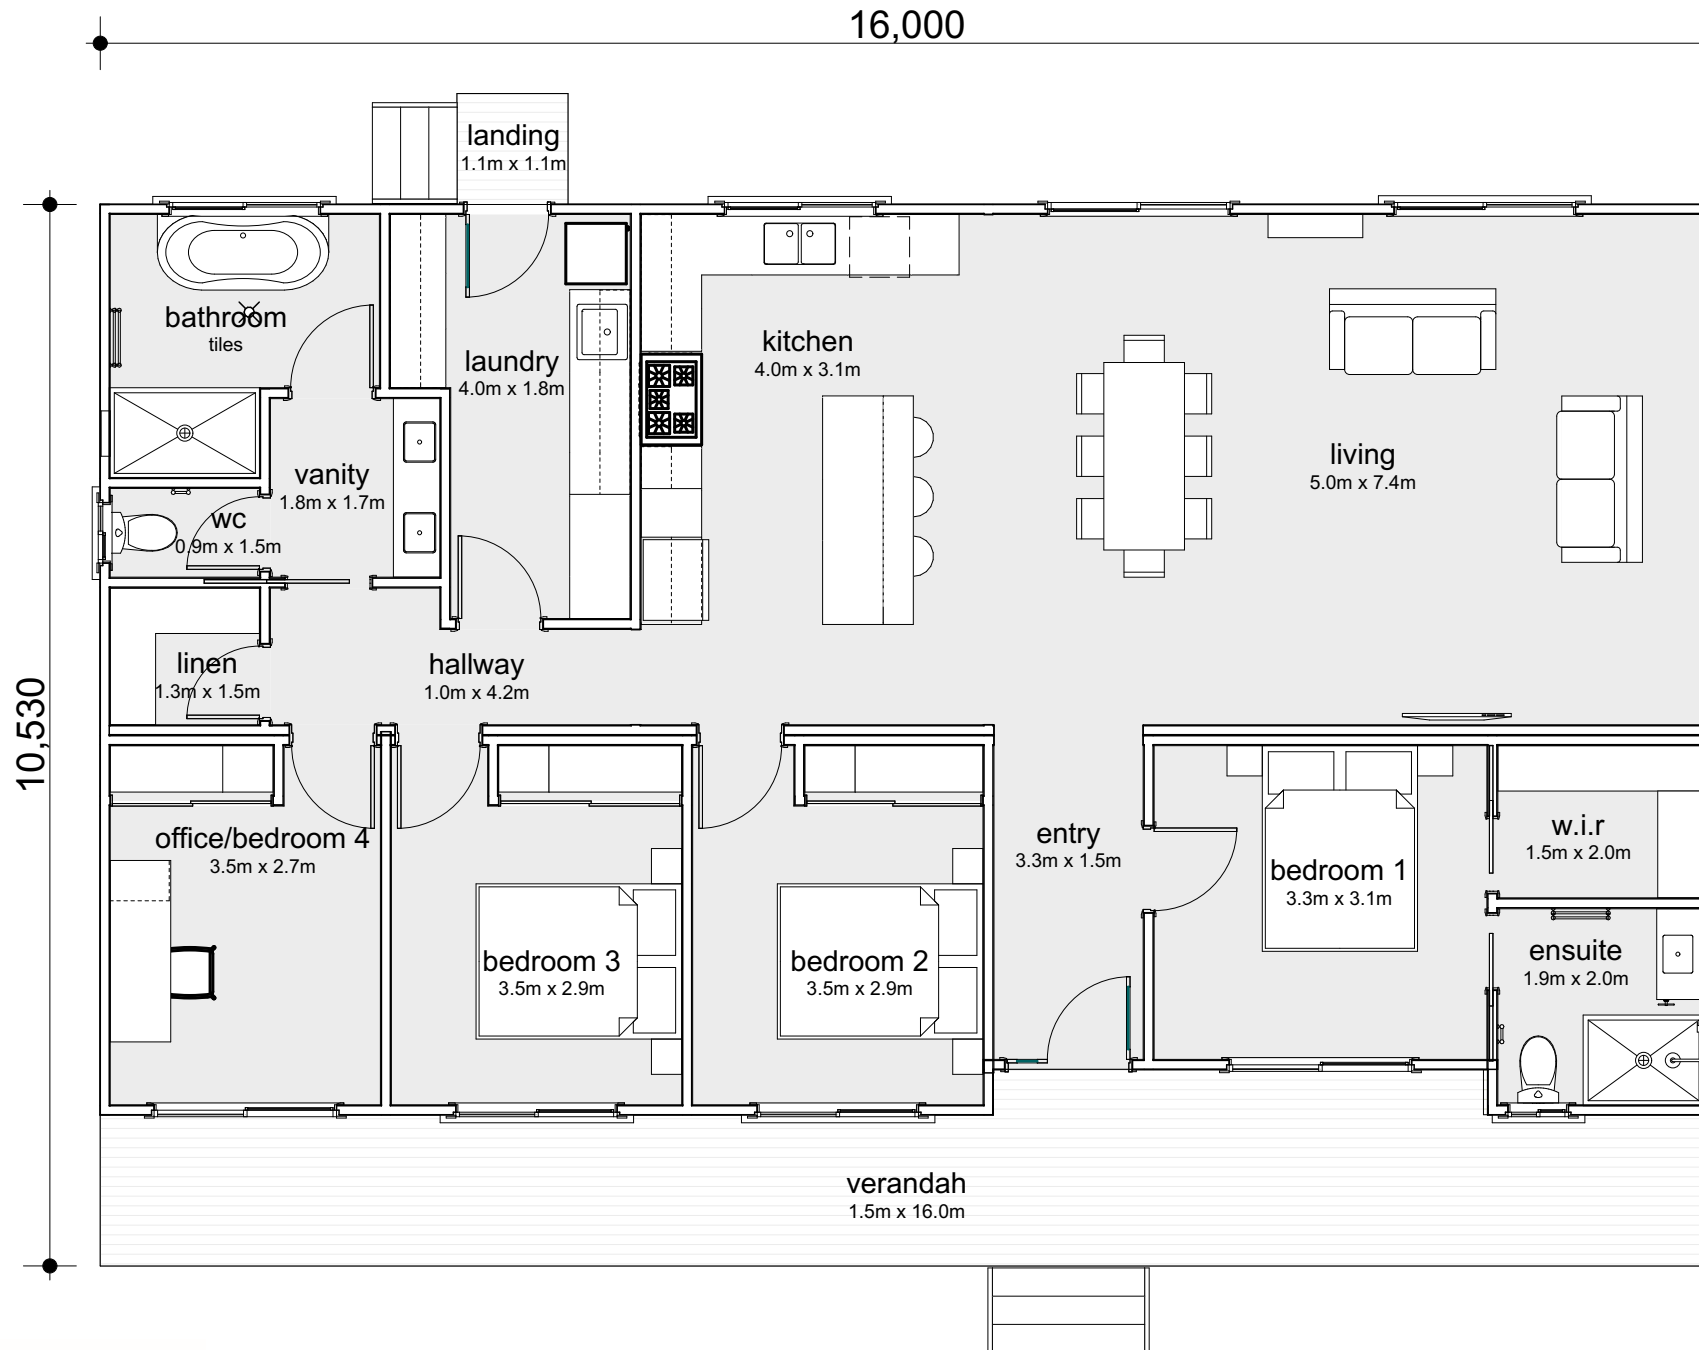 16,000
landing
1.1m x 1.1m
bathroom
tiles
laundry
4.0m x 1.8m
kitchen
4.0m x 3.1m
living
5.0m x 7.4m
vanity
1.8m x 1.7m
wc
0.9m x 1.5m
linen
1.3m x 1.5m
hallway
1.0m x 4.2m
10,530
office/bedroom 4
3.5m x 2.7m
entry
3.3m x 1.5m
bedroom 1
3.3m x 3.1m
w.i.r
1.5m x 2.0m
bedroom 3
3.5m x 2.9m
bedroom 2
3.5m x 2.9m
ensuite
1.9m x 2.0m
verandah
1.5m x 16.0m